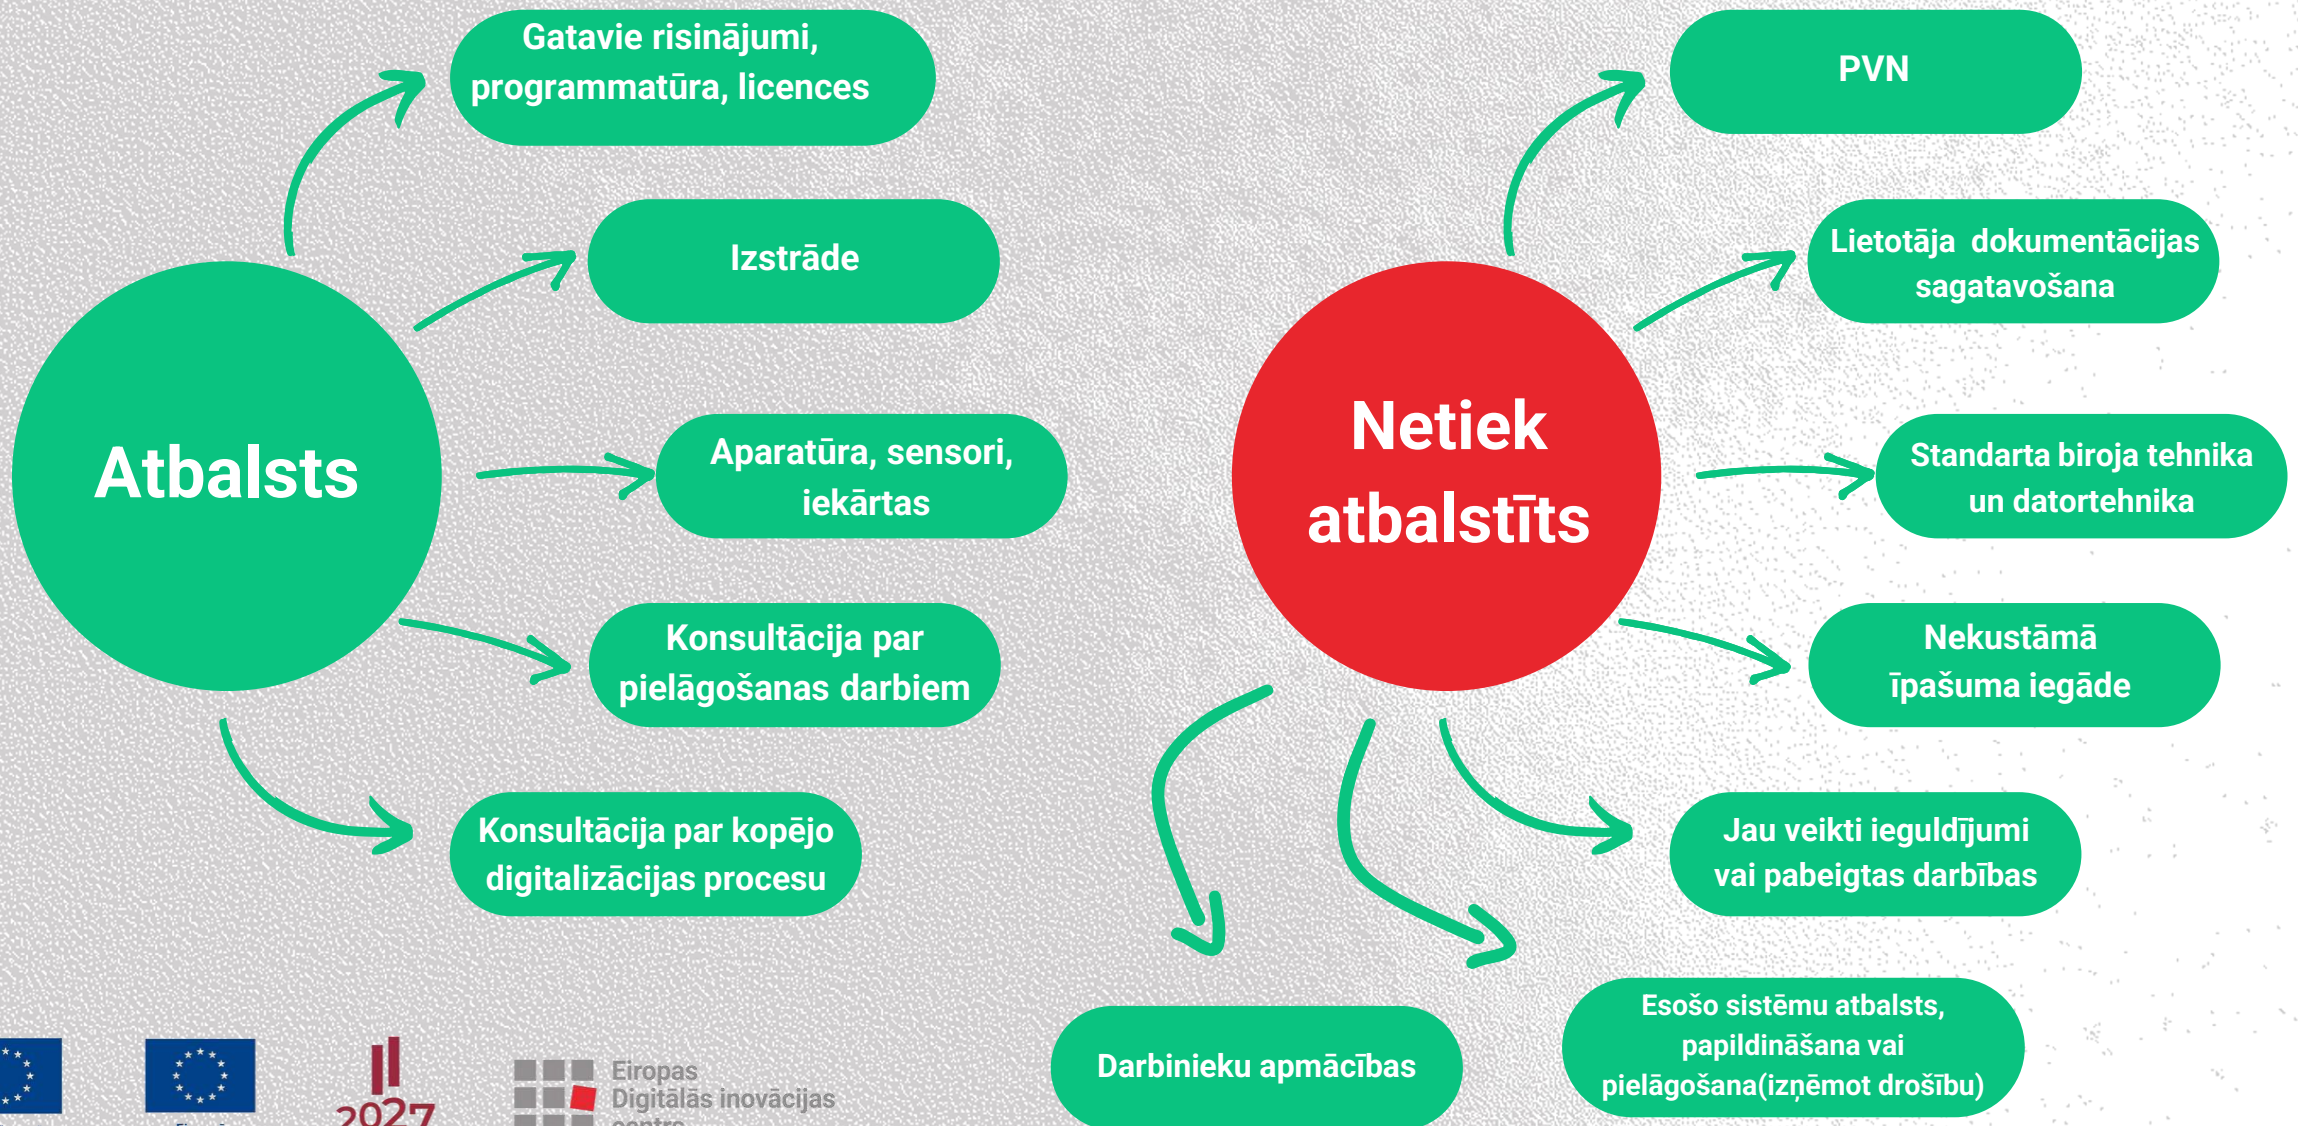 Gatavie risinājumi,
programmatūra, licences
Izstrāde
Atbalsts
Aparatūra, sensori,
iekārtas
Konsultācija par
pielāgošanas darbiem
Konsultācija par kopējo
digitalizācijas procesu
PVN
Lietotāja dokumentācijas
sagatavošana
Netiek
atbalstīts
Standarta biroja tehnika
un datortehnika
Nekustāmā
īpašuma iegāde
Jau veikti ieguldījumi
vai pabeigtas darbības
Esošo sistēmu atbalsts,
papildināšana vai
pielāgošana(izņēmot drošību)
Darbinieku apmācības
2027
Eiropas
Digitālās inovācijas
centrs